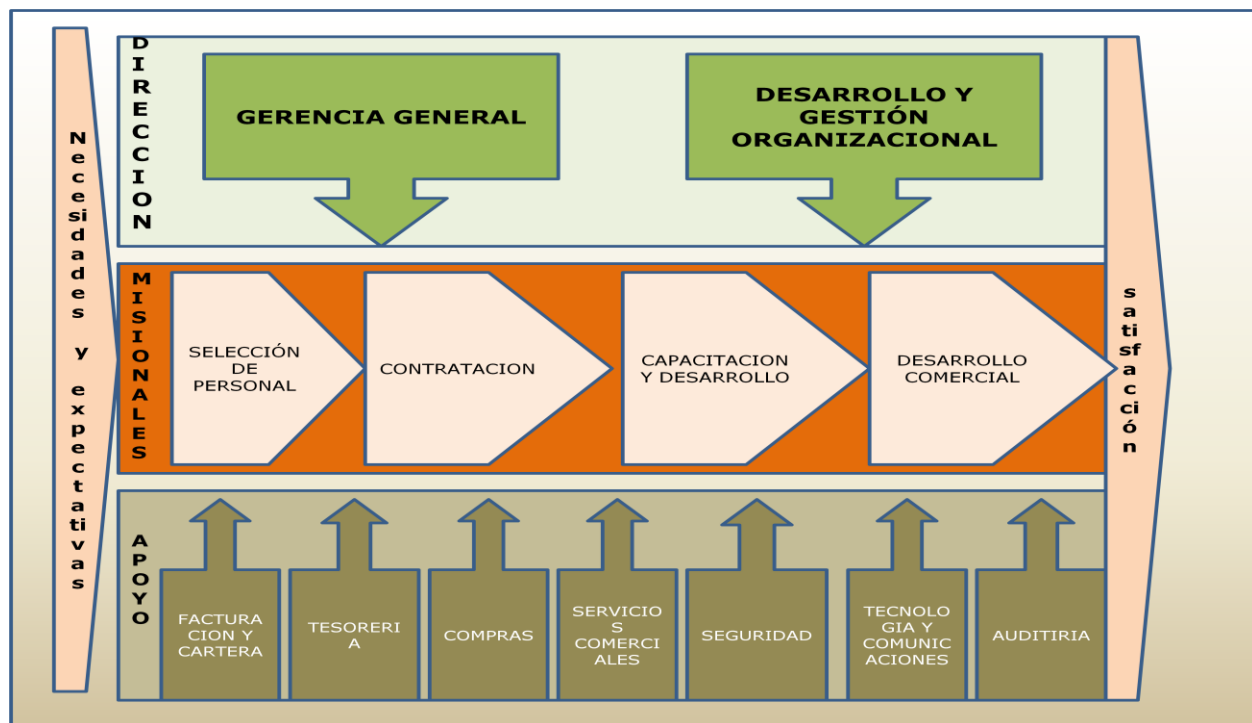 Necesidades y expectativas
DIRECCION
GERENCIA GENERAL
DESARROLLO Y
GESTIÓN
ORGANIZACIONAL
MISIONALES
SELECCIÓN
DE
PERSONAL
CONTRATACION
CAPACITACION
Y DESARROLLO
DESARROLLO
COMERCIAL
satisfacción
APOYO
FACTURA
CION Y
CARTERA
TESORERI
A
COMPRAS
SERVICIO
S
COMERCI
ALES
SEGURIDAD
TECNOLO
GIA Y
COMUNIC
ACIONES
AUDITIRIA